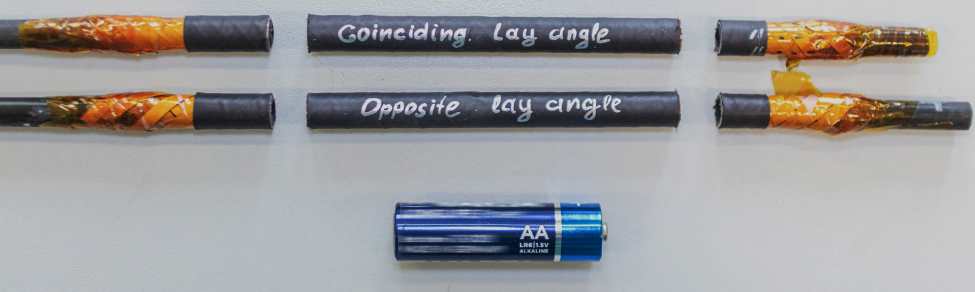 Coinciding. Lay angle
Opposite lay angle
AA
LR6 | 1.5V
ALKALINE